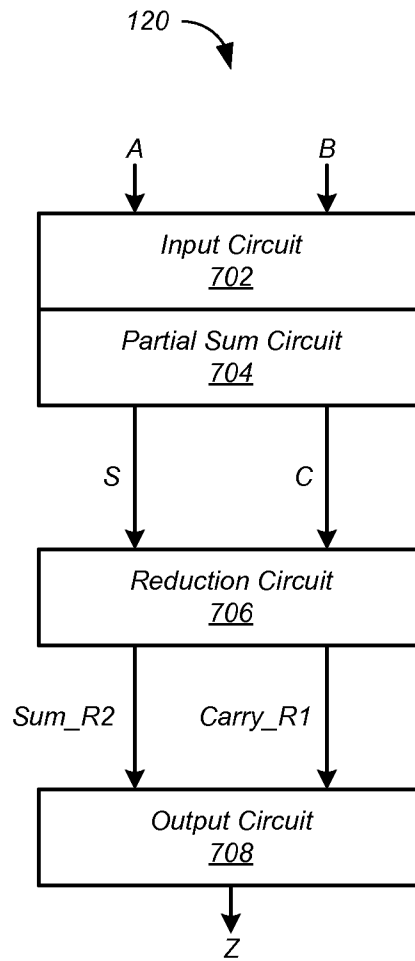 120
A B
Input Circuit
702
Partial Sum Circuit
704
S C
Reduction Circuit
706
Sum_R2 Carry_R1
Output Circuit
708
Z